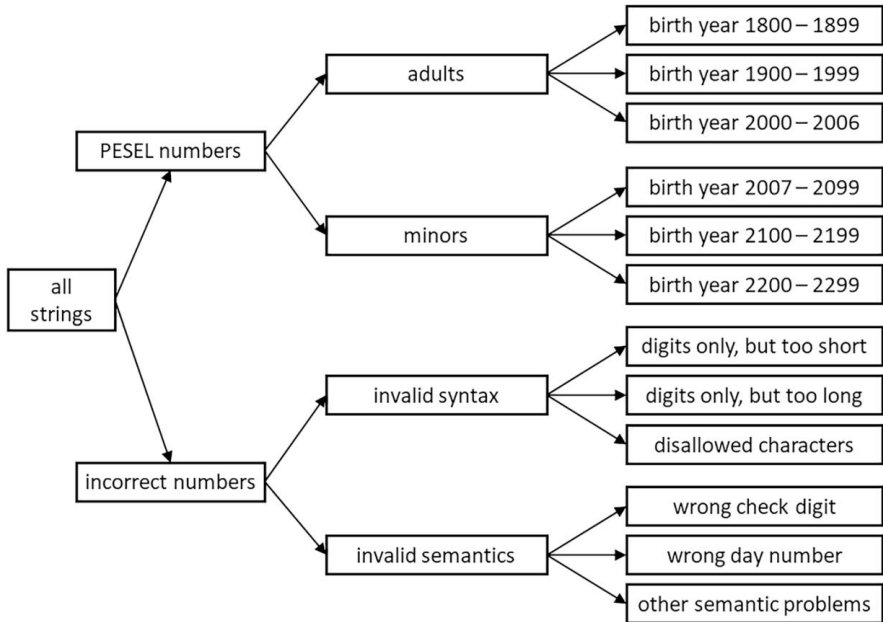 birth year 1800 – 1899
adults
birth year 1900 – 1999
birth year 2000 – 2006
PESEL numbers
birth year 2007 – 2099
minors
birth year 2100 – 2199
birth year 2200 – 2299
all
strings
digits only, but too short
invalid syntax
digits only, but too long
disallowed characters
incorrect numbers
wrong check digit
invalid semantics
wrong day number
other semantic problems